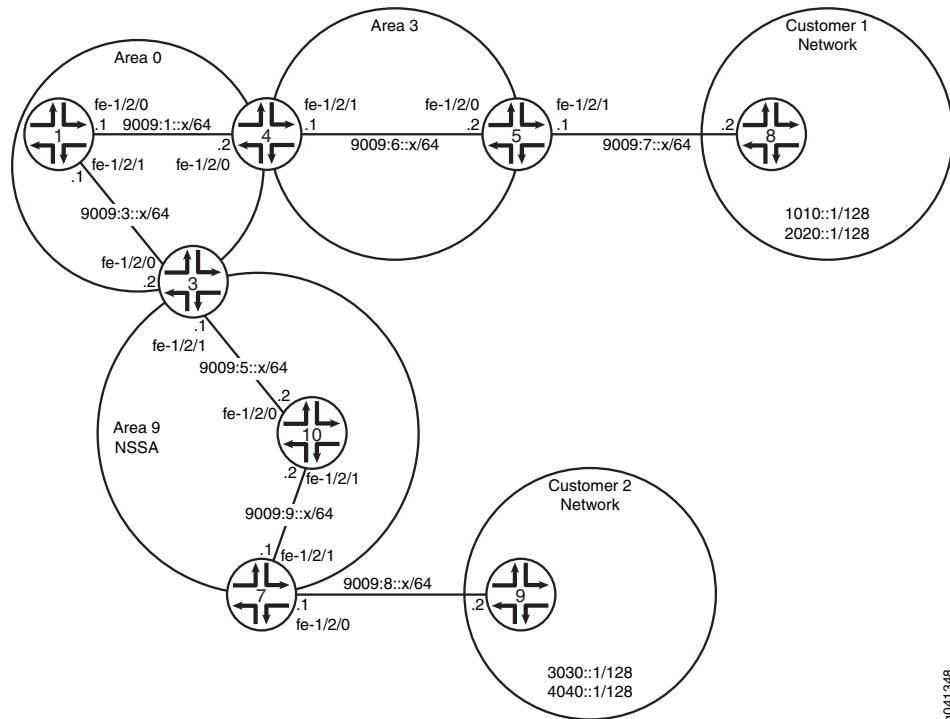 Area 0
Area 3
Customer 1
Network
fe-1/2/0
fe-1/2/1
fe-1/2/0
fe-1/2/1
1
.1
9009:1::x/64
.2
4
.1
9009:6::x/64
.2
5
.1
9009:7::x/64
.2
8
fe-1/2/1
fe-1/2/0
.1
9009:3::x/64
1010::1/128
2020::1/128
fe-1/2/0
.2
3
.1
fe-1/2/1
9009:5::x/64
.2
fe-1/2/0
Area 9
NSSA
10
.2
fe-1/2/1
Customer 2
Network
9009:9::x/64
.1
fe-1/2/1
7
.1
9009:8::x/64
.2
9
fe-1/2/0
3030::1/128
4040::1/128
g041348